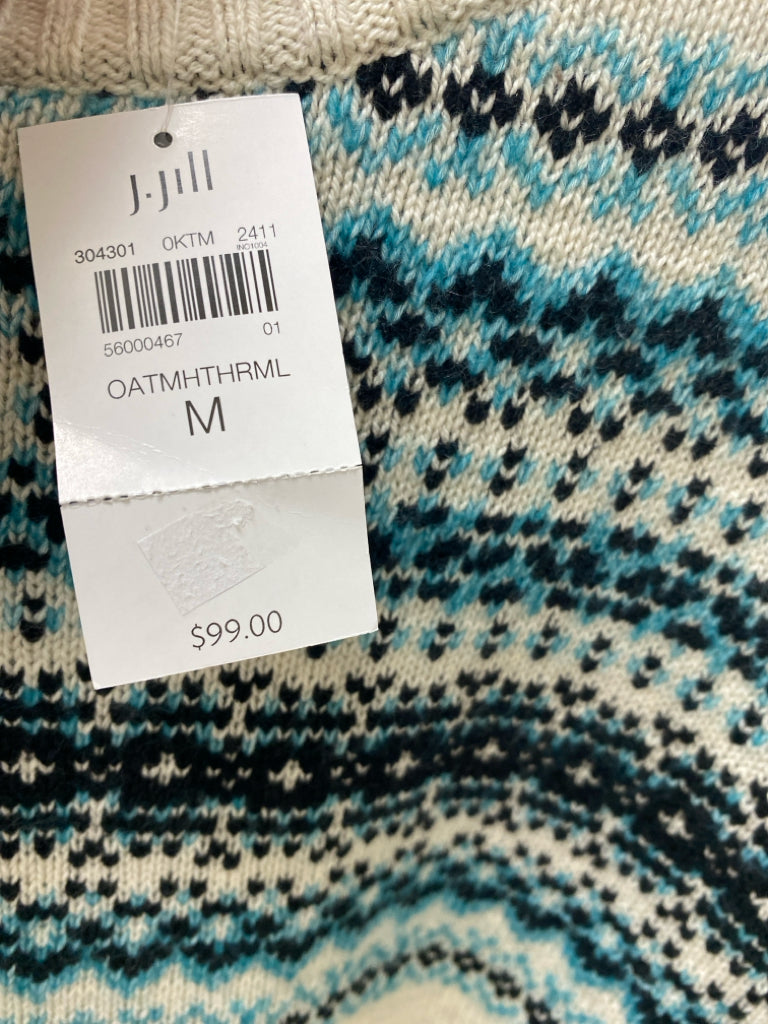 J.Jill
304301 0KTM 2411
INO1004
56000467 01
OATMHTHRML
M
$99.00